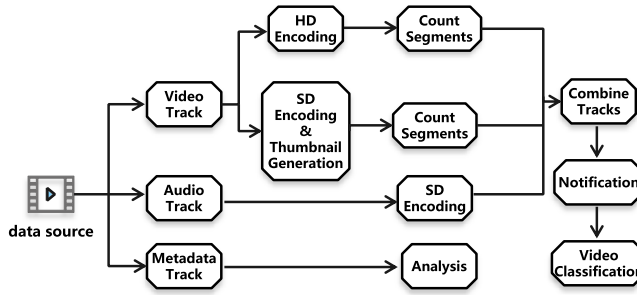 HD
Encoding
Count
Segments
Video
Track
SD
Encoding
&
Thumbnail
Generation
Count
Segments
Combine
Tracks
data source
Audio
Track
SD
Encoding
Notification
Metadata
Track
Analysis
Video
Classification